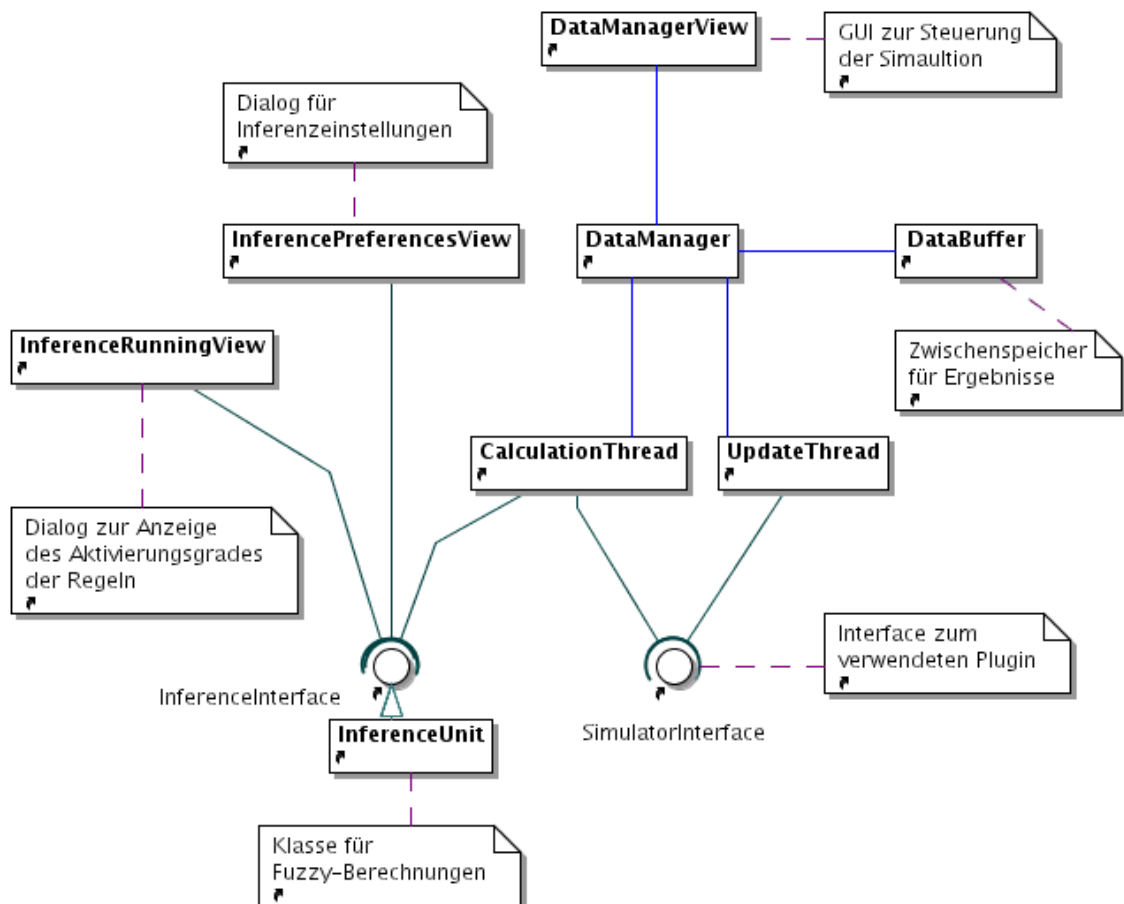 DataManagerView
GUI zur Steuerung
der Simaultion
Dialog für
Inferenzeinstellungen
InferencePreferencesView
DataManager
DataBuffer
InferenceRunningView
Zwischenspeicher
für Ergebnisse
CalculationThread
UpdateThread
Dialog zur Anzeige
des Aktivierungsgrades
der Regeln
Interface zum
verwendeten Plugin
InferenceInterface
InferenceUnit
SimulatorInterface
Klasse für
Fuzzy-Berechnungen